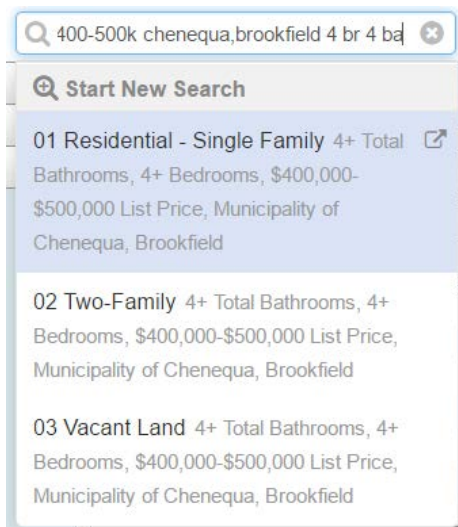 400-500k chenequa,brookfield 4 br 4 ba
Start New Search
01 Residential - Single Family 4+ Total
Bathrooms, 4+ Bedrooms, $400,000-
$500,000 List Price, Municipality of
Chenequa, Brookfield
02 Two-Family 4+ Total Bathrooms, 4+
Bedrooms, $400,000-$500,000 List Price,
Municipality of Chenequa, Brookfield
03 Vacant Land 4+ Total Bathrooms, 4+
Bedrooms, $400,000-$500,000 List Price,
Municipality of Chenequa, Brookfield